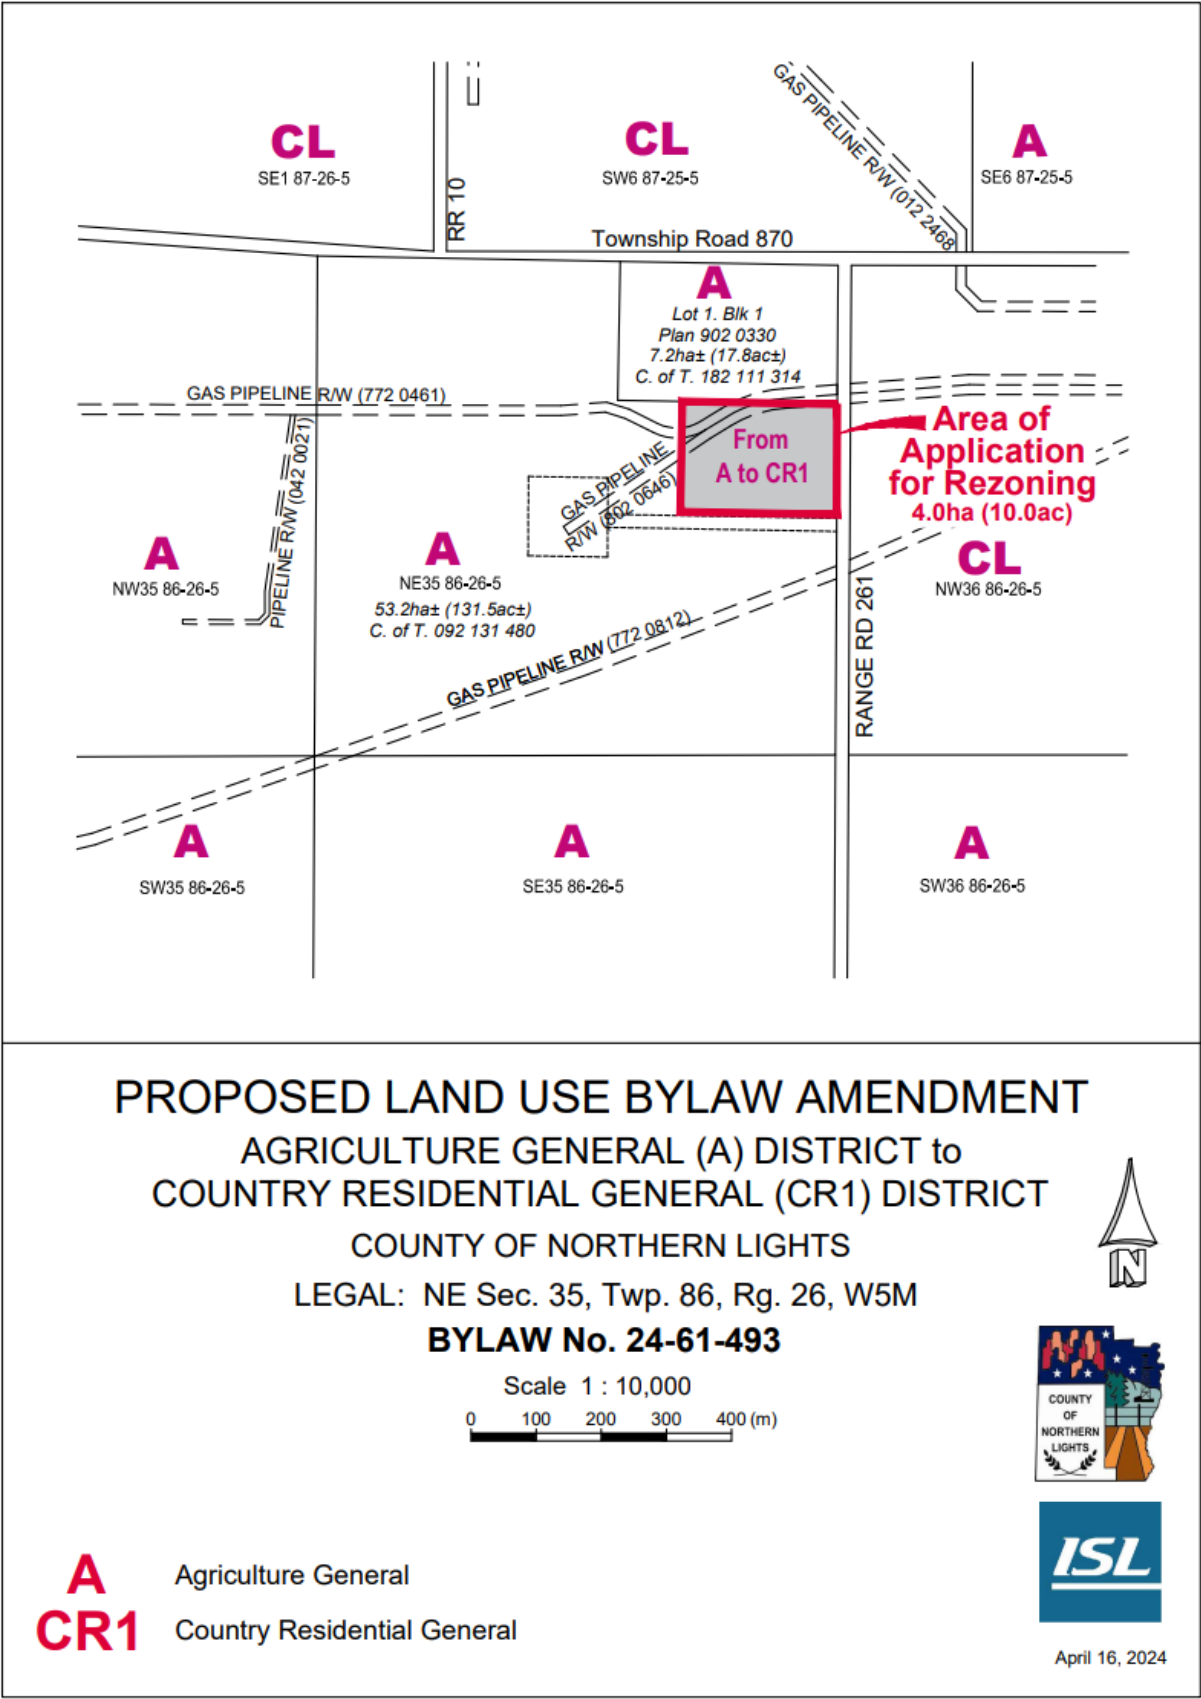 CL
SE1 87-26-5
RR 10
CL
SW6 87-25-5
GAS PIPELINE R/W (012 2468
A
SE6 87-25-5
Township Road 870
A
Lot 1. Blk 1
Plan 902 0330
7.2ha± (17.8ac±)
C. of T. 182 111 314
GAS PIPELINE R/W (772 0461)
PIPELINE R/W (042 0021)
GAS PIPELINE
R/W (802 0646)
From
A to CR1
Area of
Application
for Rezoning
4.0ha (10.0ac)
A
NW35 86-26-5
A
NE35 86-26-5
53.2ha± (131.5ac±)
C. of T. 092 131 480
CL
NW36 86-26-5
GAS PIPELINE R/W (772 0812)
RANGE RD 261
A
SW35 86-26-5
A
SE35 86-26-5
A
SW36 86-26-5
PROPOSED LAND USE BYLAW AMENDMENT
AGRICULTURE GENERAL (A) DISTRICT to
COUNTRY RESIDENTIAL GENERAL (CR1) DISTRICT
COUNTY OF NORTHERN LIGHTS
LEGAL: NE Sec. 35, Twp. 86, Rg. 26, W5M
BYLAW No. 24-61-493
Scale 1 : 10,000
0 100 200 300 400 (m)
N
COUNTY
OF
NORTHERN
LIGHTS
ISL
A Agriculture General
CR1 Country Residential General
April 16, 2024